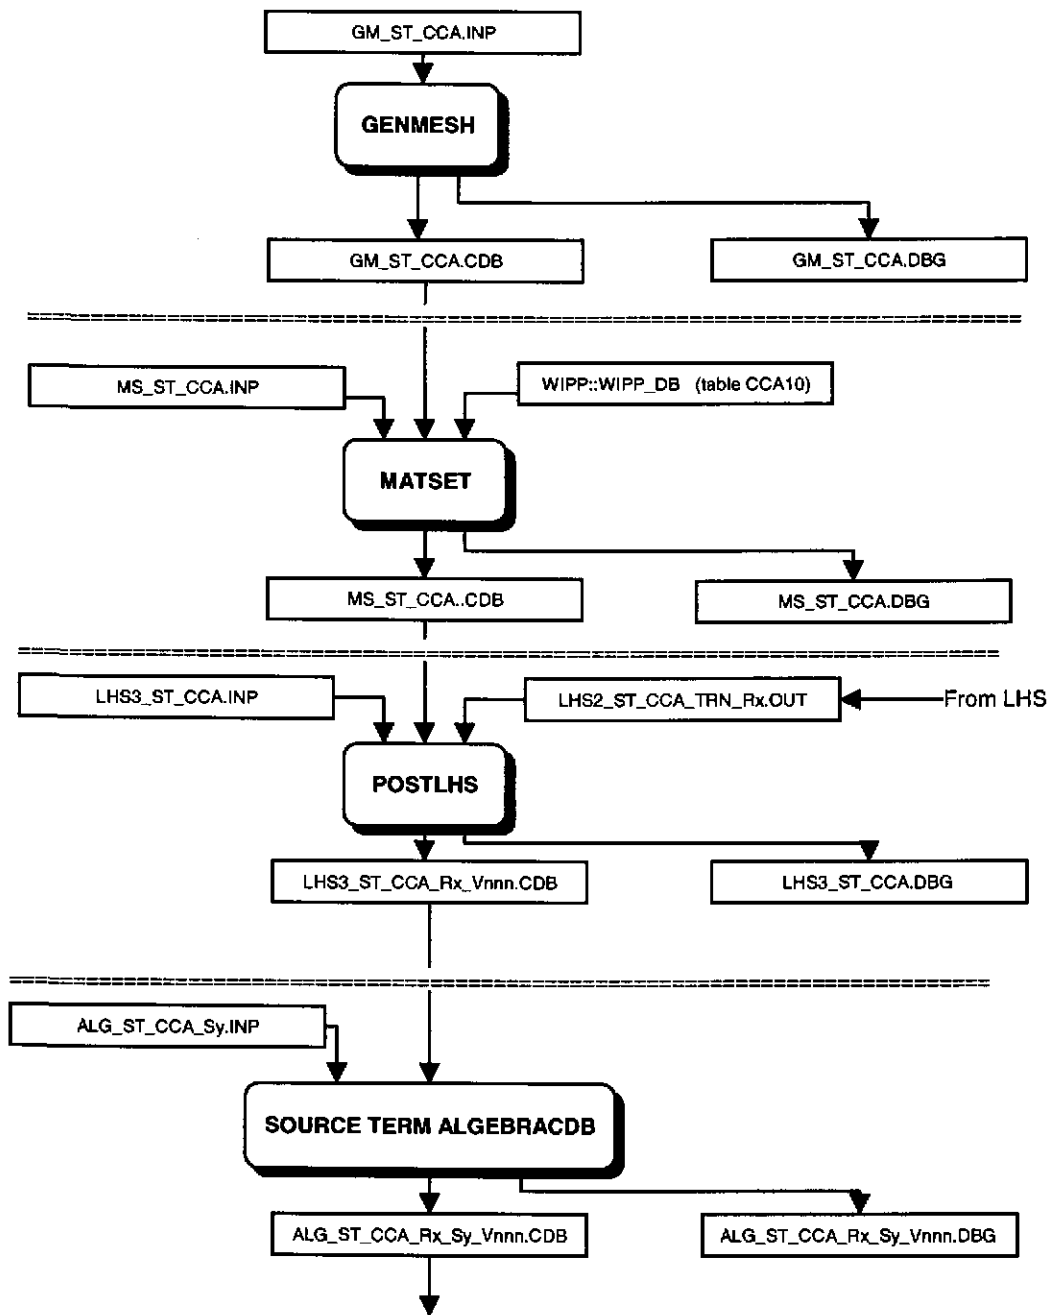 GM_ST_CCA.INP
GENMESH
GM_ST_CCA.CDB
GM_ST_CCA.DBG
MS_ST_CCA.INP
WIPP::WIPP_DB (table CCA10)
MATSET
MS_ST_CCA..CDB
MS_ST_CCA.DBG
LHS3_ST_CCA.INP
LHS2_ST_CCA_TRN_Rx.OUT
From LHS
POSTLHS
LHS3_ST_CCA_Rx_Vnnn.CDB
LHS3_ST_CCA.DBG
ALG_ST_CCA_Sy.INP
SOURCE TERM ALGEBRACDB
ALG_ST_CCA_Rx_Sy_Vnnn.CDB
ALG_ST_CCA_Rx_Sy_Vnnn.DBG